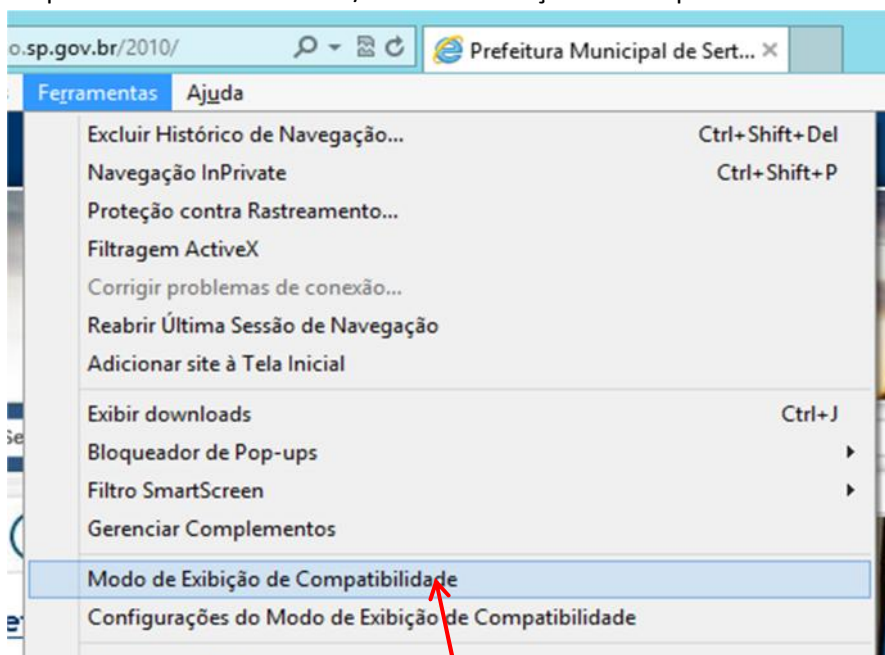 o.sp.gov.br/2010/
Prefeitura Municipal de Sert...
Ferramentas Ajuda
Excluir Histórico de Navegação... Ctrl+Shift+Del
Navegação InPrivate Ctrl+Shift+P
Proteção contra Rastreamento...
Filtragem ActiveX
Corrigir problemas de conexão...
Reabrir Última Sessão de Navegação
Adicionar site à Tela Inicial
Exibir downloads Ctrl+J
Bloqueador de Pop-ups
Filtro SmartScreen
Gerenciar Complementos
Modo de Exibição de Compatibilidade
Configurações do Modo de Exibição de Compatibilidade